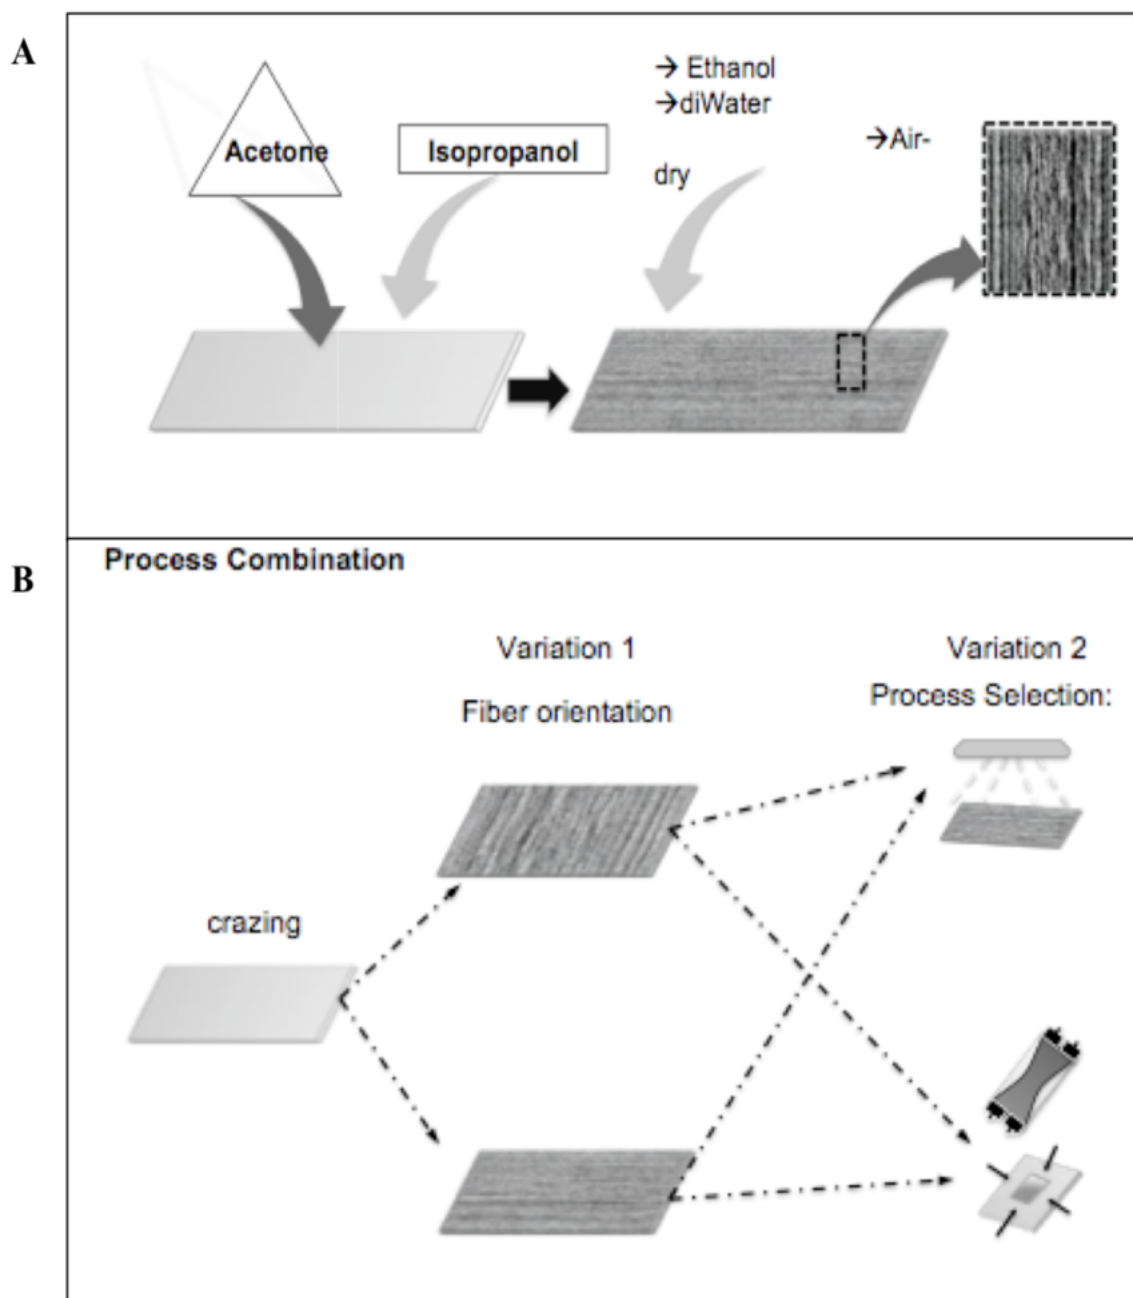 A
Acetone
Isopropanol
→ Ethanol
→diWater
→Air-
dry
B
Process Combination
Variation 1
Fiber orientation
Variation 2
Process Selection:
crazing